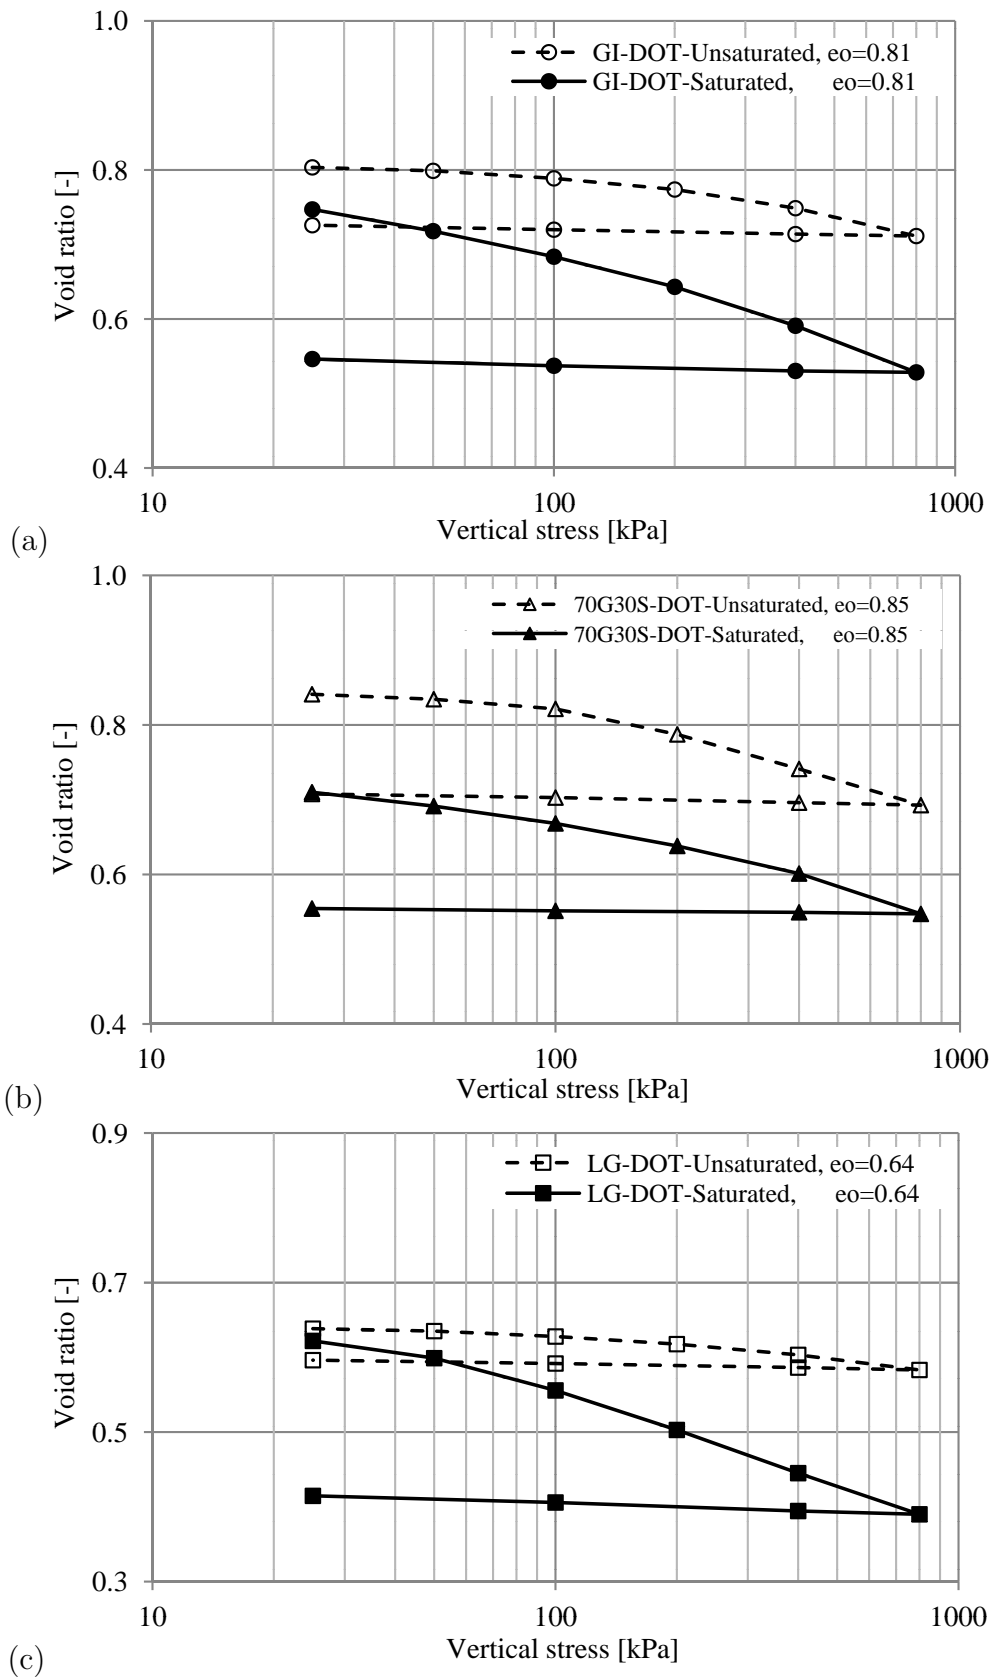 1.0
GI-DOT-Unsaturated, eo=0.81
GI-DOT-Saturated, eo=0.81
0.8
Void ratio [-]
0.6
0.4
10 100 1000
Vertical stress [kPa]
(a)
1.0
70G30S-DOT-Unsaturated, eo=0.85
70G30S-DOT-Saturated, eo=0.85
0.8
Void ratio [-]
0.6
0.4
10 100 1000
Vertical stress [kPa]
(b)
0.9
LG-DOT-Unsaturated, eo=0.64
LG-DOT-Saturated, eo=0.64
0.7
Void ratio [-]
0.5
0.3
10 100 1000
Vertical stress [kPa]
(c)